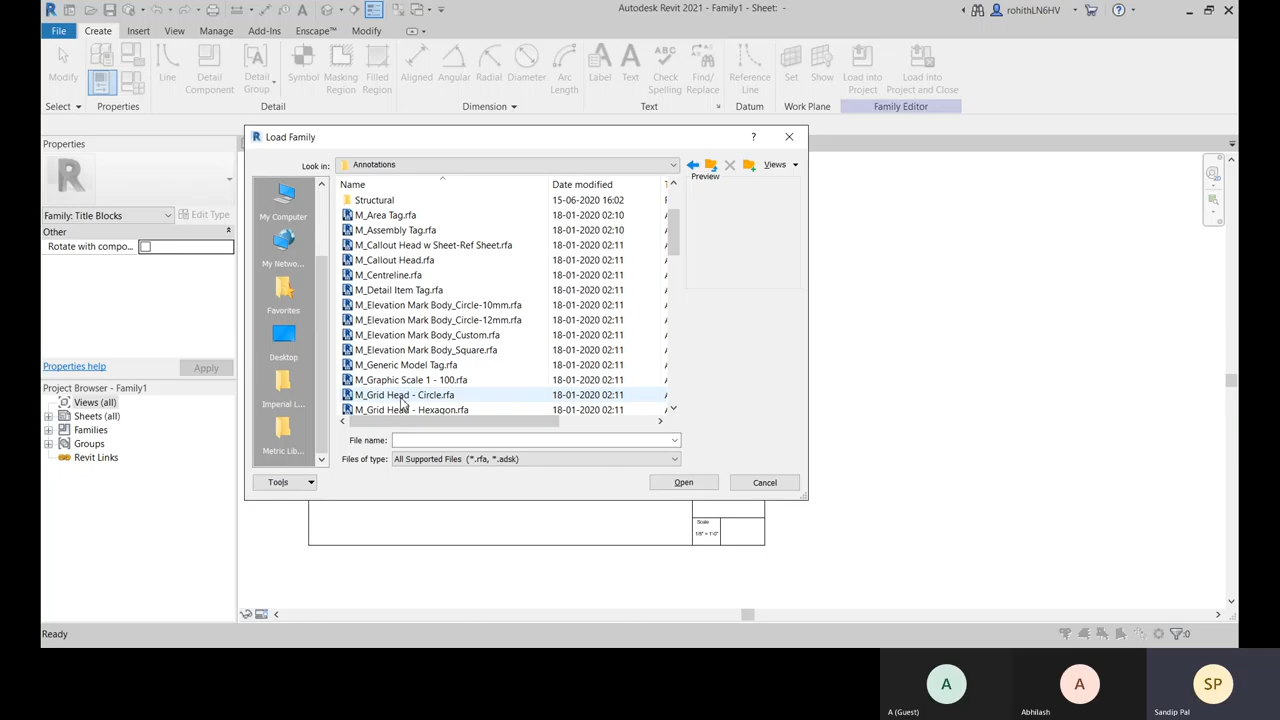 Autodesk Revit 2021 - Family1 - Sheet: -
rohithLN6HV
File Create Insert View Manage Add-Ins Enscape™ Modify
Modify
Line
Detail Component
Detail Group
Symbol
Masking Region
Filled Region
Aligned
Angular
Radial
Diameter
Arc Length
Label
Text
Check Spelling
Find/ Replace
Reference Line
Set
Show
Load into Project
Load into Project and Close
Select Properties Detail Dimension Text Datum Work Plane Family Editor
Properties
R
Family: Title Blocks
Edit Type
Other
Rotate with compo...
Properties help
Apply
Project Browser - Family1
Views (all)
Sheets (all)
Families
Groups
Revit Links
Load Family
?
Look in:
Annotations
Views
Preview
My Computer
My Netwo...
Favorites
Desktop
Imperial L...
Metric Lib...
Name Date modified
Structural 15-06-2020 16:02
M_Area Tag.rfa 18-01-2020 02:10
M_Assembly Tag.rfa 18-01-2020 02:10
M_Callout Head w Sheet-Ref Sheet.rfa 18-01-2020 02:11
M_Callout Head.rfa 18-01-2020 02:11
M_Centreline.rfa 18-01-2020 02:11
M_Detail Item Tag.rfa 18-01-2020 02:11
M_Elevation Mark Body_Circle-10mm.rfa 18-01-2020 02:11
M_Elevation Mark Body_Circle-12mm.rfa 18-01-2020 02:11
M_Elevation Mark Body_Custom.rfa 18-01-2020 02:11
M_Elevation Mark Body_Square.rfa 18-01-2020 02:11
M_Generic Model Tag.rfa 18-01-2020 02:11
M_Graphic Scale 1 - 100.rfa 18-01-2020 02:11
M_Grid Head - Circle.rfa 18-01-2020 02:11
M_Grid Head - Hexagon.rfa 18-01-2020 02:11
File name:
Files of type: All Supported Files (*.rfa, *.adsk)
Tools
Open
Cancel
Scale
1/8" = 1'-0"
Ready
:0
A
A (Guest)
A
Abhilash
SP
Sandip Pal